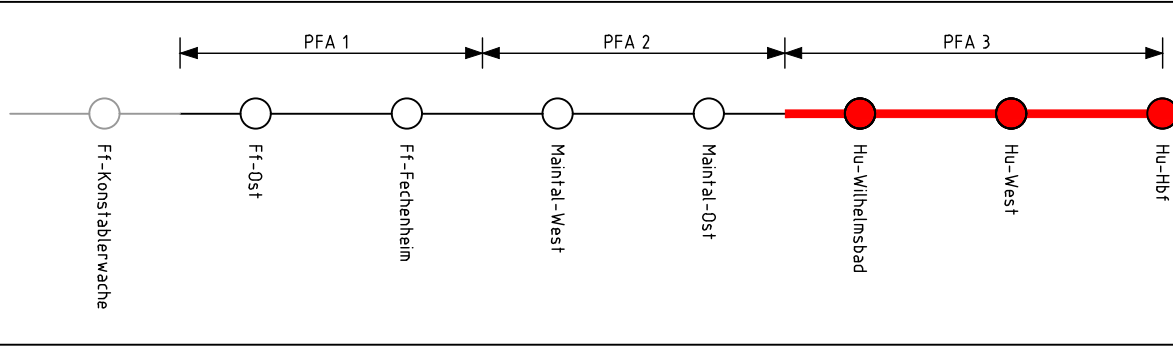 PFA 1
PFA 2
PFA 3
Ff-Konstablerwache
Ff-Ost
Ff-Fechenheim
Maintal-West
Maintal-Ost
Hu-Wilhelmsbad
Hu-West
Hu-Hbf